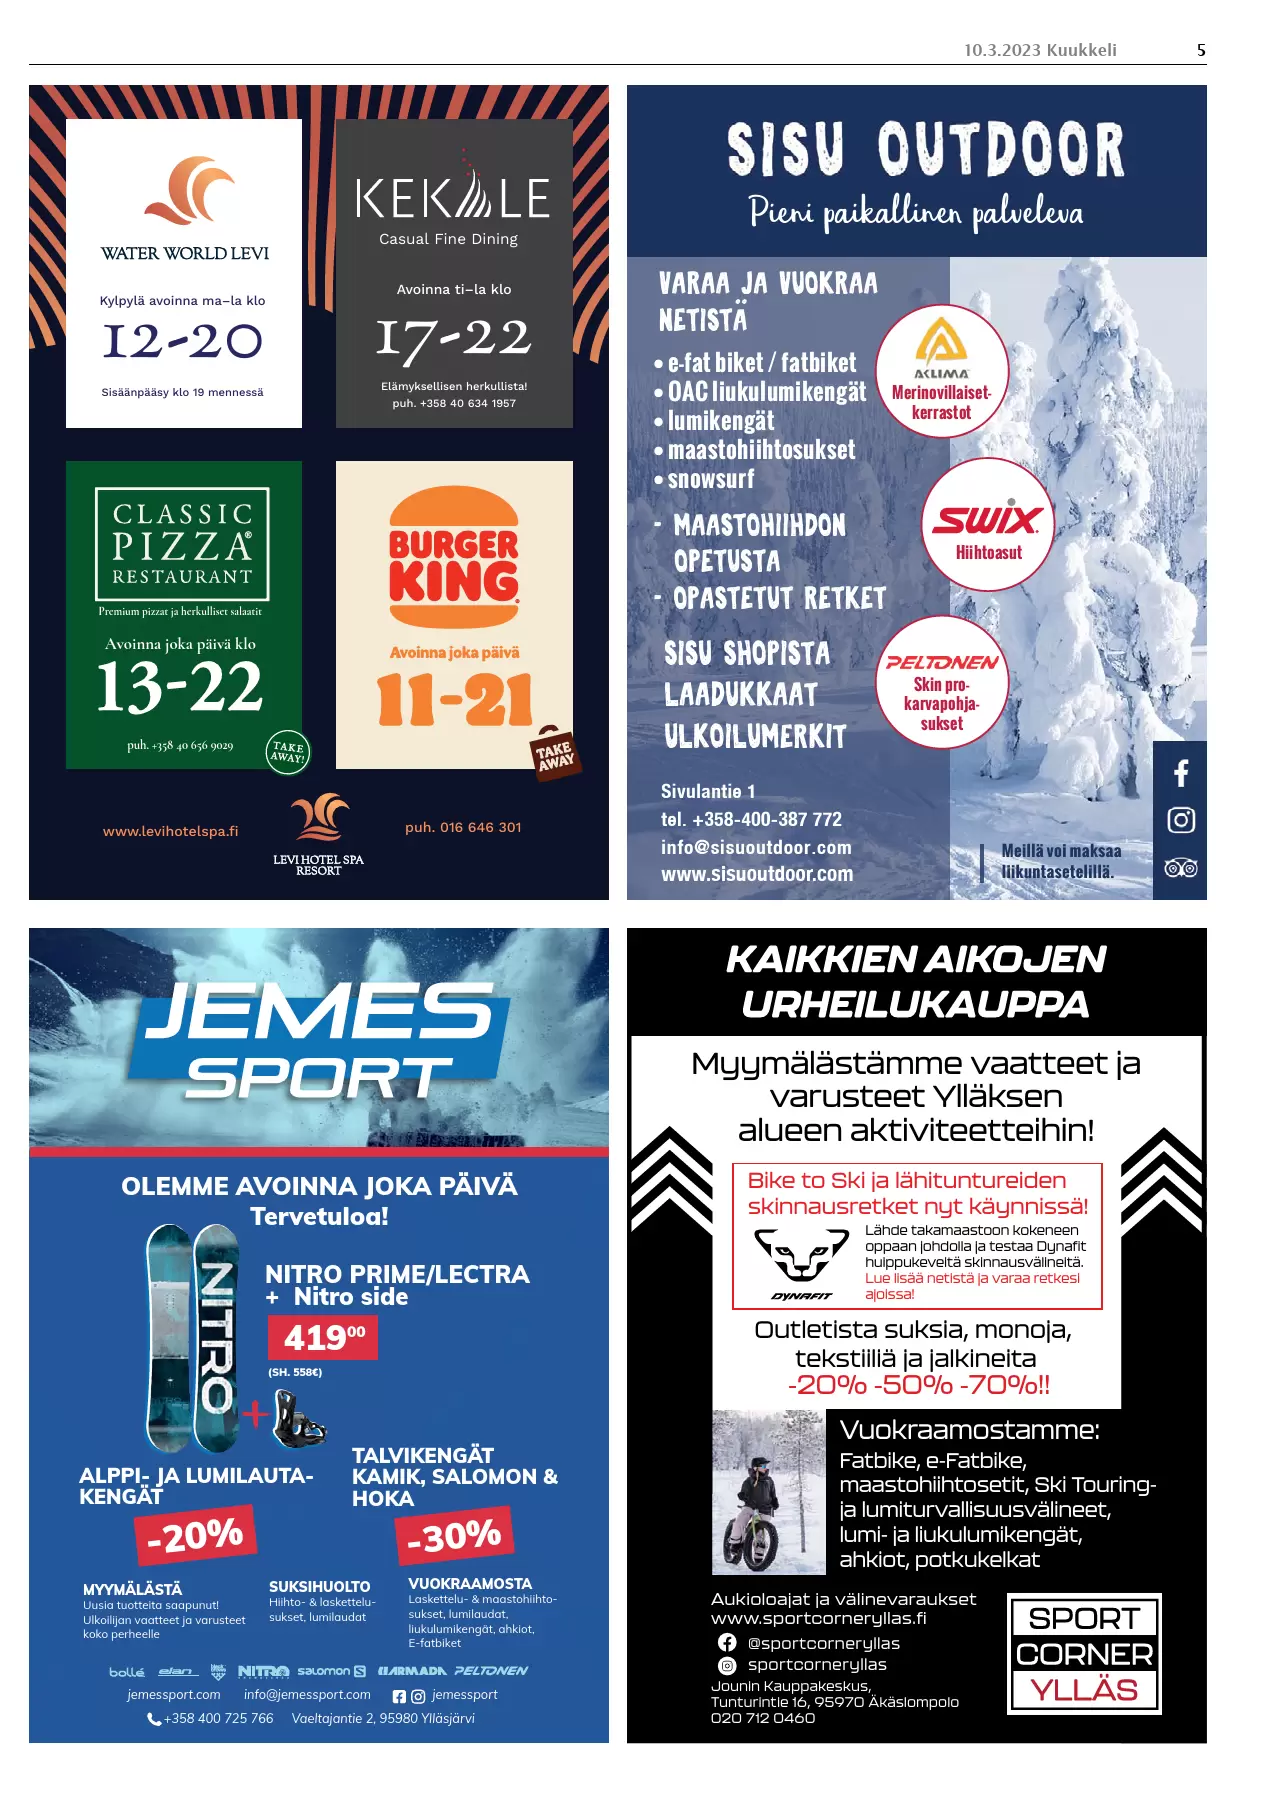 10.3.2023 Kuukkeli 5
WATER WORLD LEVI
Kylpylä avoinna ma–la klo
12-20
Sisäänpääsy klo 19 mennessä
KEKÄLE
Casual Fine Dining
Avoinna ti–la klo
17-22
Elämyksellisen herkullista!
puh. +358 40 634 1957
CLASSIC
PIZZA®
RESTAURANT
Premium pizzat ja herkulliset salaatit
Avoinna joka päivä klo
13-22
puh. +358 40 656 9029
TAKE
AWAY!
BURGER
KING®
Avoinna joka päivä
11-21
TAKE
AWAY
www.levihotelspa.fi
LEVI HOTEL SPA
RESORT
puh. 016 646 301
SISU OUTDOOR
Pieni paikallinen palveleva
VARAA JA VUOKRAA
NETISTÄ
• e-fat biket / fatbiket
• OAC liukulumikengät
• lumikengät
• maastohiihtosukset
• snowsurf
- MAASTOHIIHDON
OPETUSTA
- OPASTETUT RETKET
SISU SHOPISTA
LAADUKKAAT
ULKOILUMERKIT
ACLIMA
Merinovillaiset-
kerrastot
SWIX
Hiihtoasut
PELTONEN
Skin pro-
karvapohja-
sukset
Sivulantie 1
tel. +358-400-387 772
info@sisuoutdoor.com
www.sisuoutdoor.com
Meillä voi maksaa
liikuntasetelillä.
JEMES
SPORT
OLEMME AVOINNA JOKA PÄIVÄ
Tervetuloa!
NITRO
NITRO PRIME/LECTRA
+ Nitro side
419⁰⁰
(SH. 558€)
+
ALPPI- JA LUMILAUTA-
KENGÄT
-20%
TALVIKENGÄT
KAMIK, SALOMON &
HOKA
-30%
MYYMÄLÄSTÄ
Uusia tuotteita saapunut!
Ulkoilijan vaatteet ja varusteet
koko perheelle
SUKSIHUOLTO
Hiihto- & laskettelu-
sukset, lumilaudat
VUOKRAAMOSTA
Laskettelu- & maastohiihto-
sukset, lumilaudat,
liukulumikengät, ahkiot,
E-fatbiket
bollé elan NITRO salomon HARMADA PELTONEN
jemessport.com info@jemessport.com jemessport
+358 400 725 766 Vaeltajantie 2, 95980 Ylläsjärvi
KAIKKIEN AIKOJEN
URHEILUKAUPPA
Myymälästämme vaatteet ja
varusteet Ylläksen
alueen aktiviteetteihin!
Bike to Ski ja lähituntureiden
skinnausretket nyt käynnissä!
DYNAFIT
Lähde takamaastoon kokeneen
oppaan johdolla ja testaa Dynafit
huippukeveitä skinnausvälineitä.
Lue lisää netistä ja varaa retkesi
ajoissa!
Outletista suksia, monoja,
tekstiiliä ja jalkineita
-20% -50% -70%!!
Vuokraamostamme:
Fatbike, e-Fatbike,
maastohiihtosetit, Ski Touring-
ja lumiturvallisuusvälineet,
lumi- ja liukulumikengät,
ahkiot, potkukelkat
Aukioloajat ja välinevaraukset
www.sportcorneryllas.fi
@sportcorneryllas
sportcorneryllas
Jounin Kauppakeskus,
Tunturintie 16, 95970 Äkäslompolo
020 712 0460
SPORT
CORNER
YLLÄS